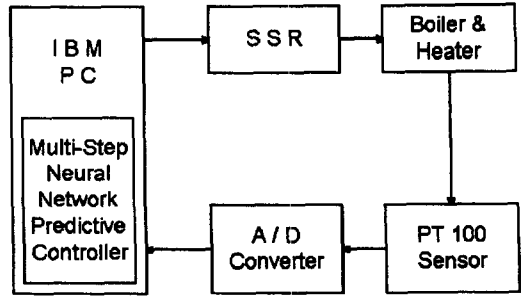 I B M
P C
Multi-Step
Neural
Network
Predictive
Controller
S S R
Boiler &
Heater
A / D
Converter
PT 100
Sensor